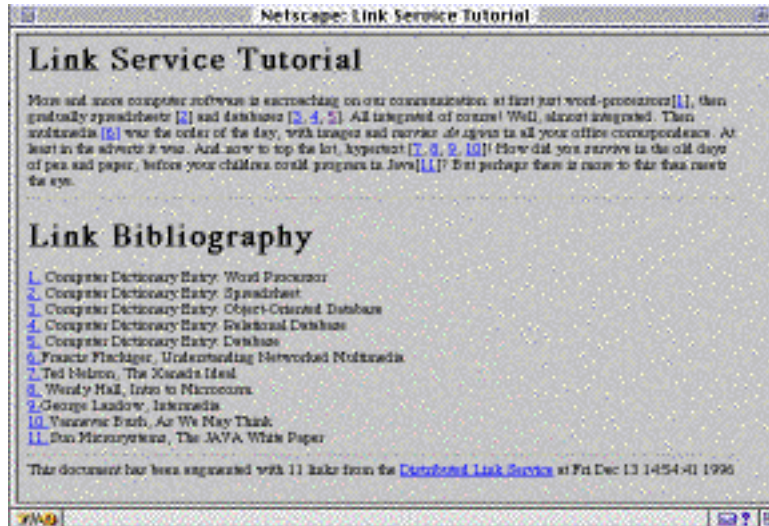 Netscape: Link Service Tutorial
Link Service Tutorial
More and more computer software is encroaching on our communication: at first just word-processors[1], then
gradually spreadsheets [2] and databases [3, 4, 5]. All integrated of course! Well, almost integrated. Then
multimedia [6] was the order of the day, with images and movies de rigeur in all your office correspondence. At
least in the adverts it was. And now to top the lot, hypertext [7, 8, 9, 10]! How did you survive in the old days
of pen and paper, before your children could program in Java[11]? But perhaps there is more to this than meets
the eye.
Link Bibliography
1. Computer Dictionary Entry: Word Processor
2. Computer Dictionary Entry: Spreadsheet
3. Computer Dictionary Entry: Object-Oriented Database
4. Computer Dictionary Entry: Relational Database
5. Computer Dictionary Entry: Database
6.Francis Fluckiger, Understanding Networked Multimedia
7.Ted Nelson, The Xanadu Ideal
8. Wendy Hall, Intro to Microcosm
9.George Landow, Intermedia
10.Vannevar Bush, As We May Think
11.Sun Microsystems, The JAVA White Paper
This document has been augmented with 11 links from the Distributed Link Service at Fri Dec 13 14:54:41 1996